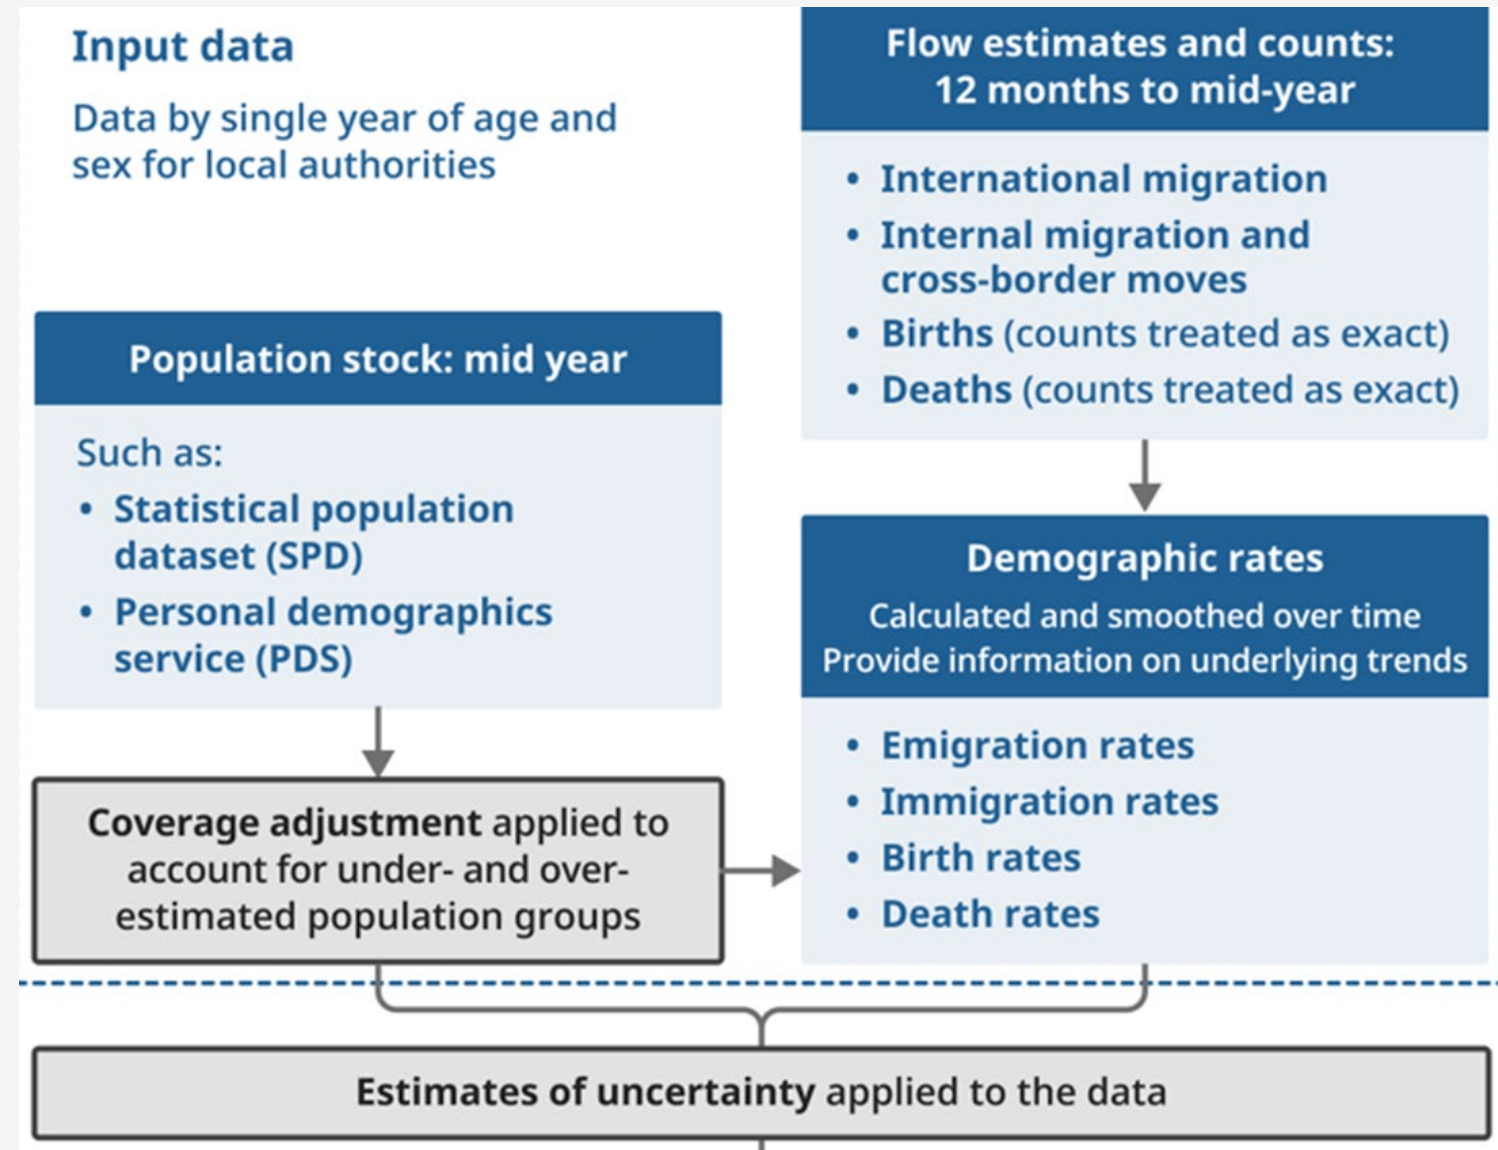 Input data
Data by single year of age and
sex for local authorities
Flow estimates and counts:
12 months to mid-year
• International migration
• Internal migration and
cross-border moves
• Births (counts treated as exact)
• Deaths (counts treated as exact)
Population stock: mid year
Such as:
• Statistical population
dataset (SPD)
• Personal demographics
service (PDS)
Demographic rates
Calculated and smoothed over time
Provide information on underlying trends
• Emigration rates
• Immigration rates
• Birth rates
• Death rates
Coverage adjustment applied to
account for under- and over-
estimated population groups
Estimates of uncertainty applied to the data